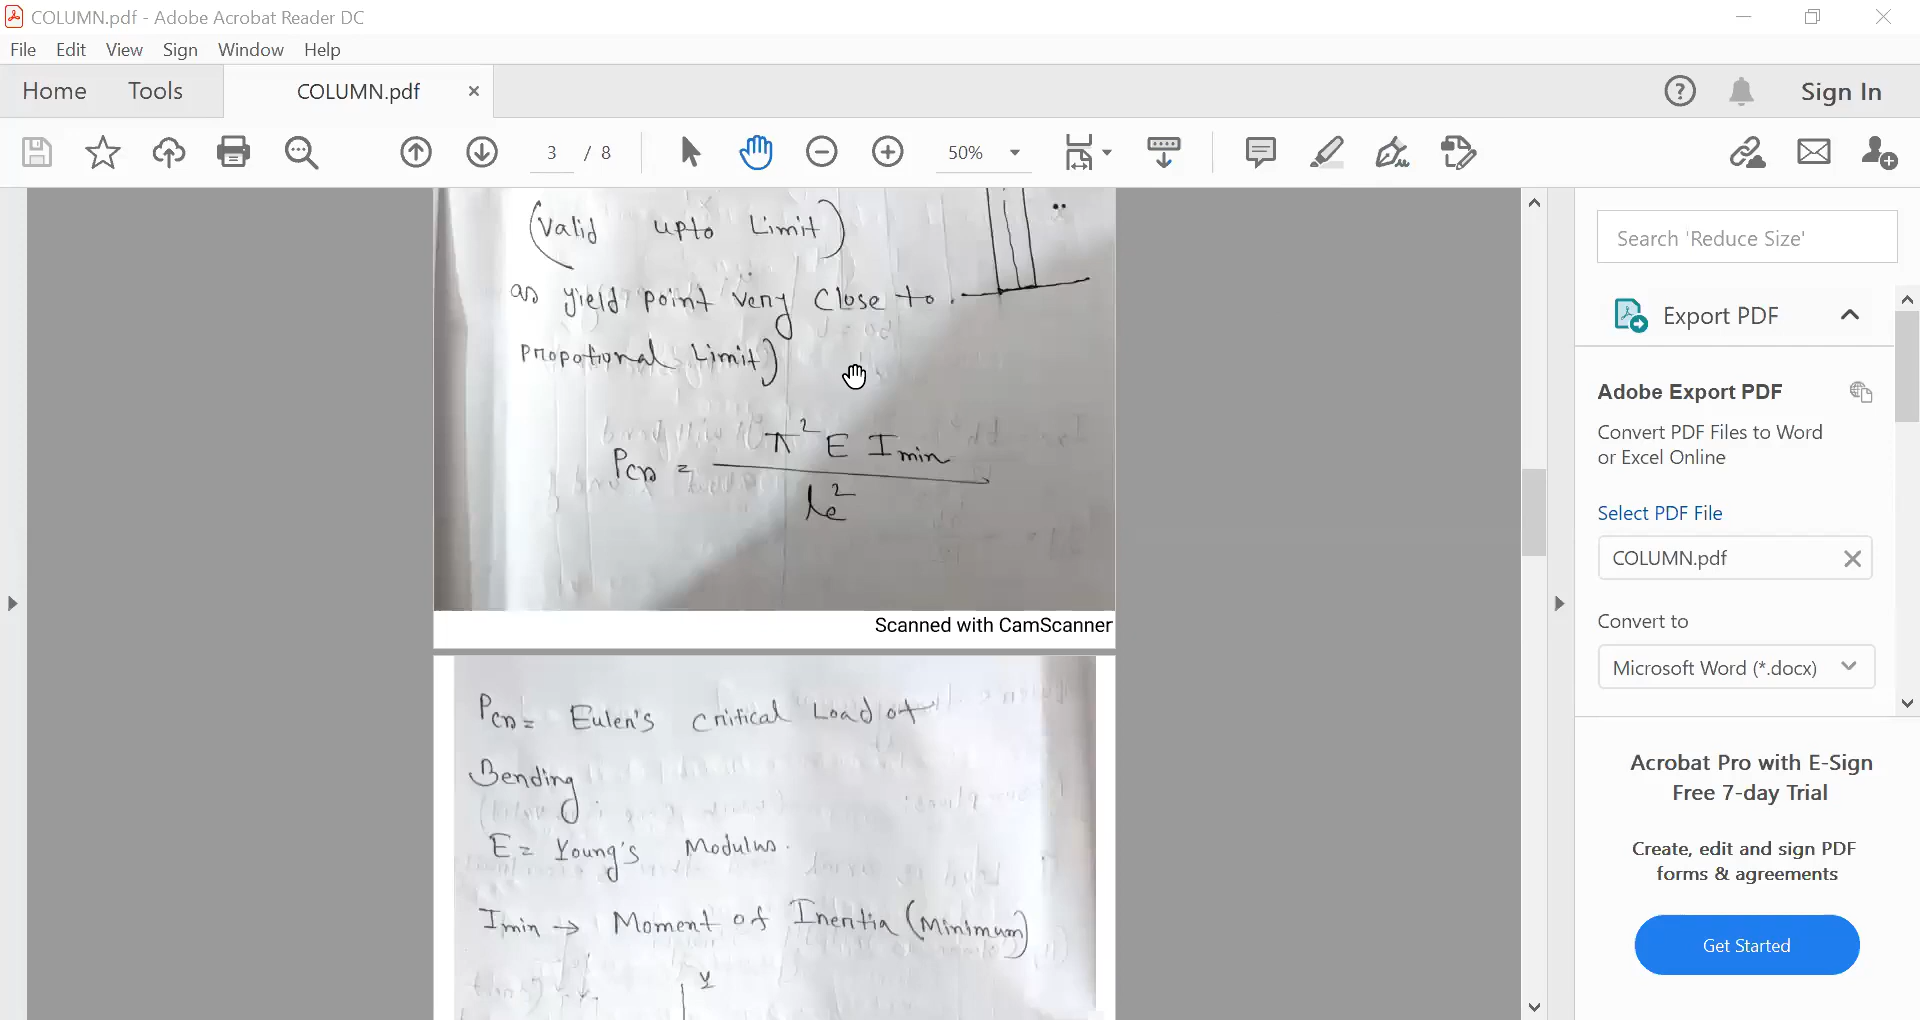 COLUMN.pdf - Adobe Acrobat Reader DC
File Edit View Sign Window Help
Home Tools COLUMN.pdf × ? Sign In
3 / 8 50%
(valid upto Limit)
as yield point very close to
propotional Limit)
Pcr = π² E Imin
le²
Scanned with CamScanner
Pcr = Euler's critical Load of
Bending
E = Young's Modulus.
Imin → Moment of Inertia (Minimum)
y
Search 'Reduce Size'
Export PDF
Adobe Export PDF
Convert PDF Files to Word
or Excel Online
Select PDF File
COLUMN.pdf
Convert to
Microsoft Word (*.docx)
Acrobat Pro with E-Sign
Free 7-day Trial
Create, edit and sign PDF
forms & agreements
Get Started